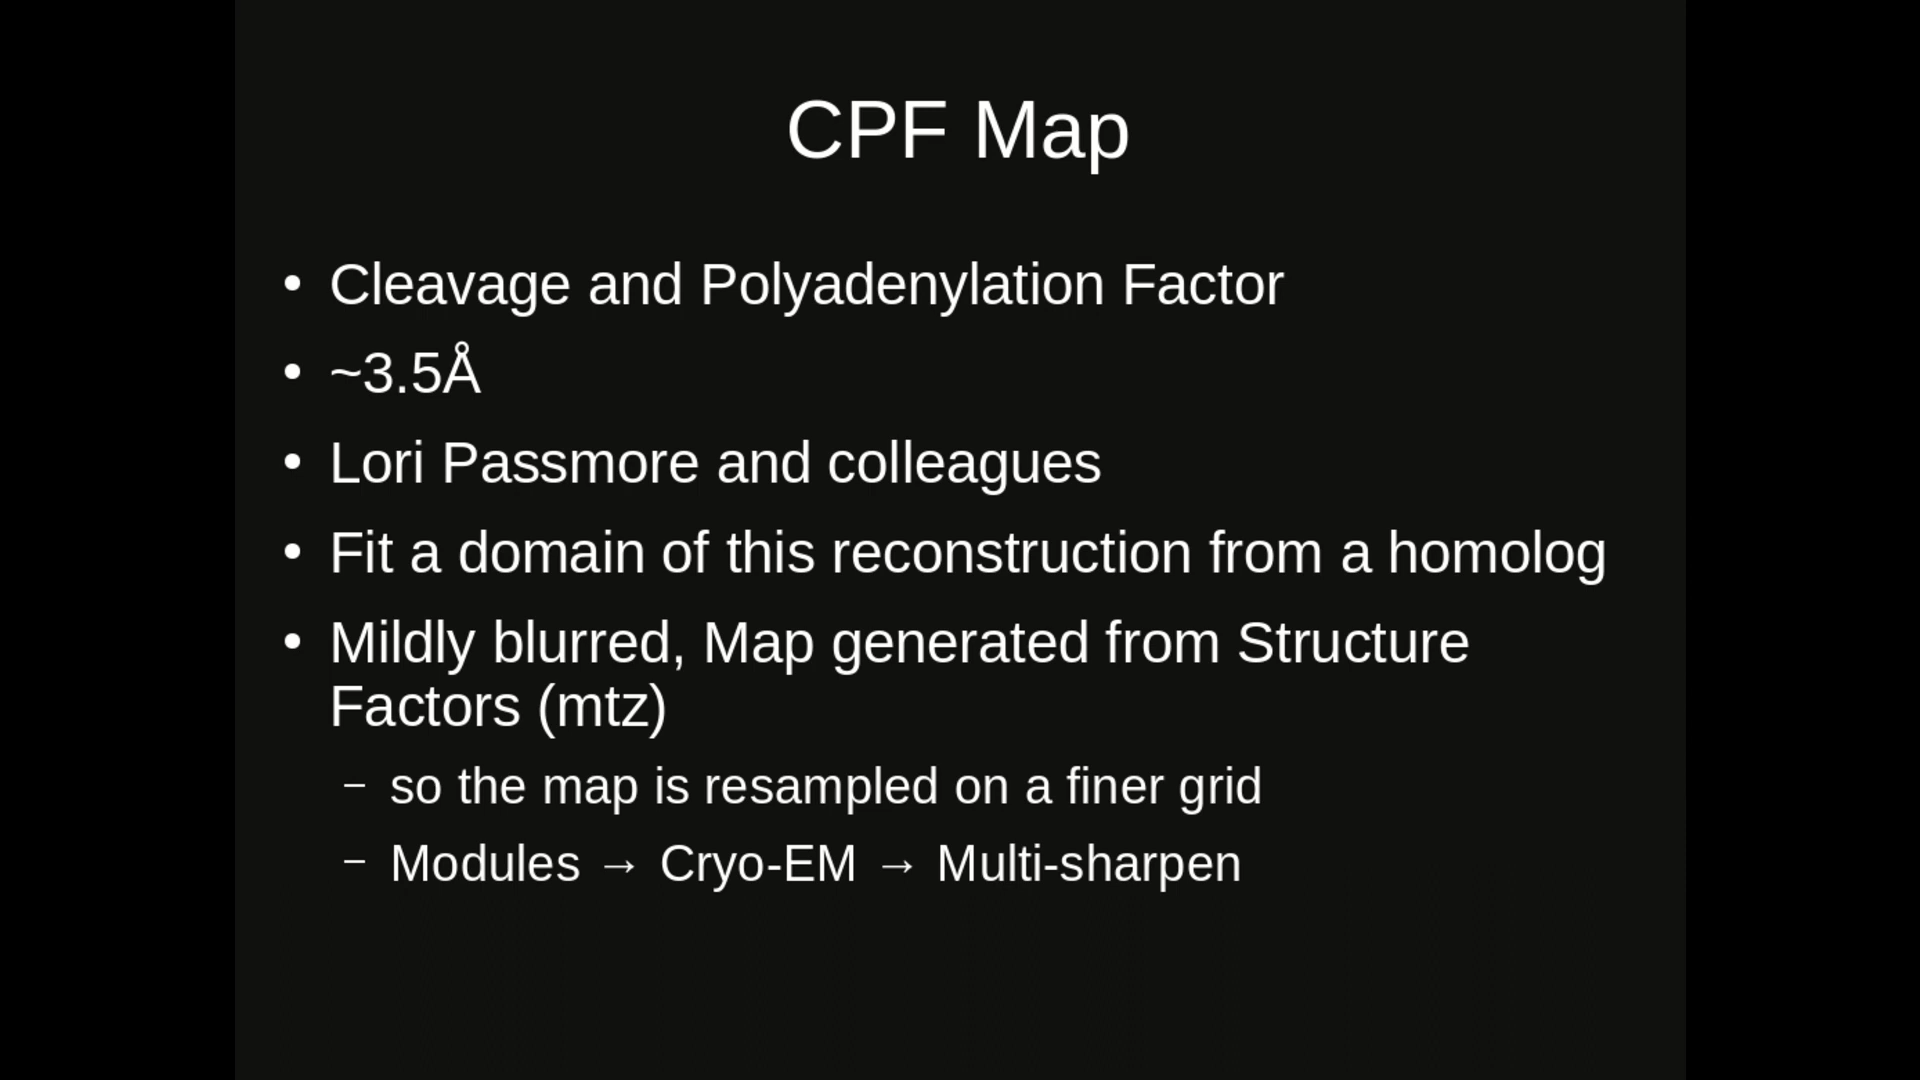 CPF Map
• Cleavage and Polyadenylation Factor
• ~3.5Å
• Lori Passmore and colleagues
• Fit a domain of this reconstruction from a homolog
• Mildly blurred, Map generated from Structure
Factors (mtz)
– so the map is resampled on a finer grid
– Modules → Cryo-EM → Multi-sharpen